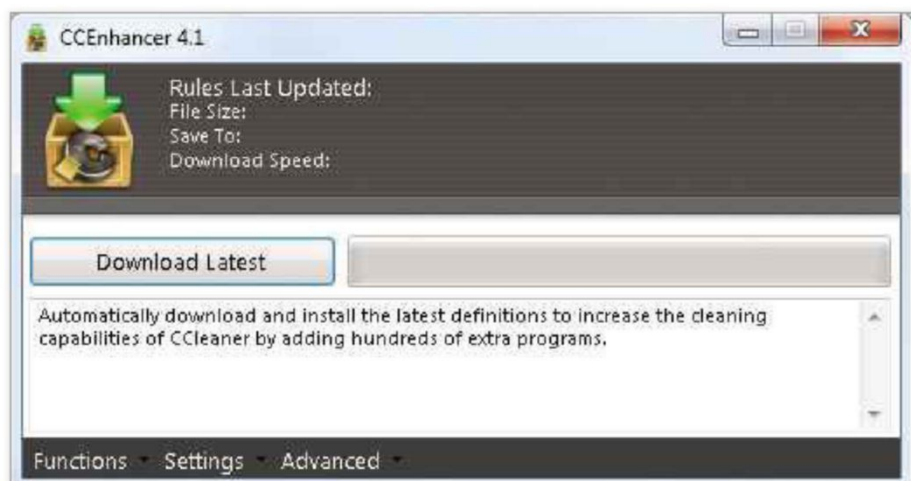 CCEnhancer 4.1
Rules Last Updated:
File Size:
Save To:
Download Speed:
Download Latest
Automatically download and install the latest definitions to increase the cleaning
capabilities of CCleaner by adding hundreds of extra programs.
Functions Settings Advanced